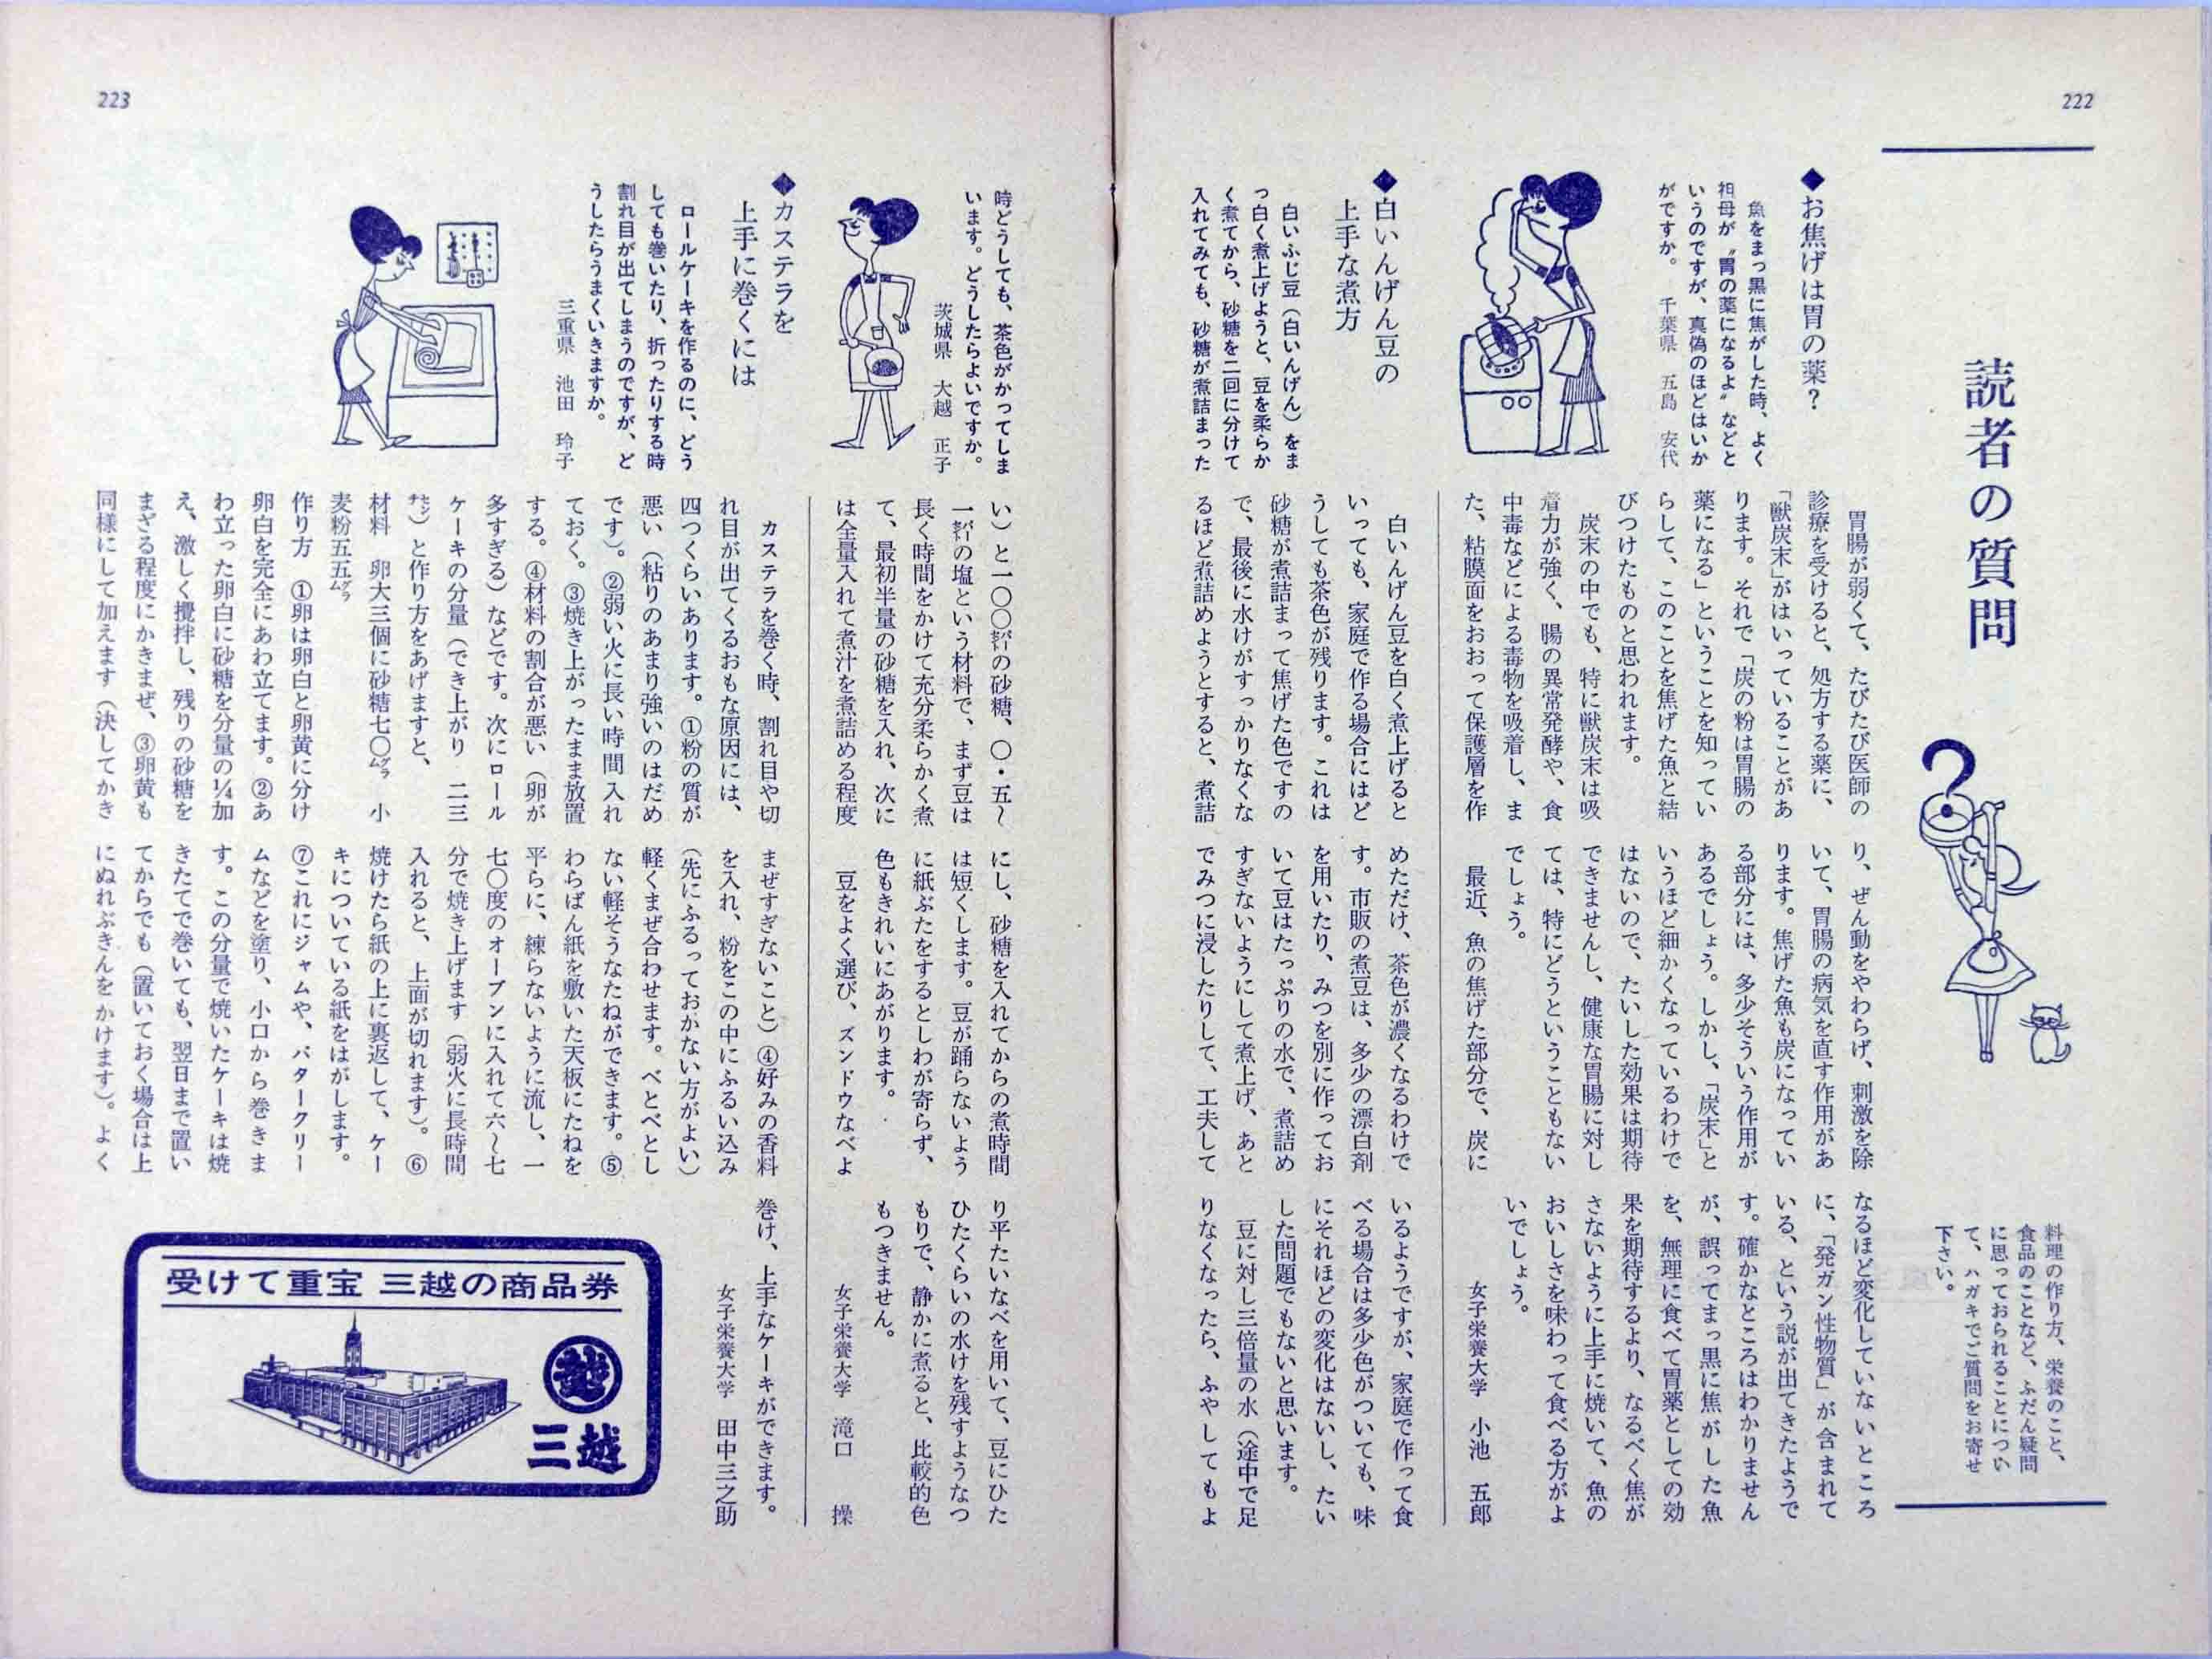 222
読者の質問
料理の作り方、栄養のこと、
食品のことなど、ふだん疑問
に思っておられることについ
て、ハガキでご質問をお寄せ
下さい。
◆お焦げは胃の薬?
魚をまっ黒に焦がした時、よく
祖母が〝胃の薬になるよ〟などと
いうのですが、真偽のほどはいか
がですか。 千葉県 五島 安代
胃腸が弱くて、たびたび医師の
診療を受けると、処方する薬に、
「獣炭末」がはいっていることがあ
ります。それで「炭の粉は胃腸の
薬になる」ということを知ってい
らして、このことを焦げた魚と結
びつけたものと思われます。
炭末の中でも、特に獣炭末は吸
着力が強く、腸の異常発酵や、食
中毒などによる毒物を吸着し、ま
た、粘膜面をおおって保護層を作
り、ぜん動をやわらげ、刺激を除
いて、胃腸の病気を直す作用があ
ります。焦げた魚も炭になってい
る部分には、多少そういう作用が
あるでしょう。しかし、「炭末」と
いうほど細かくなっているわけで
はないので、たいした効果は期待
できませんし、健康な胃腸に対し
ては、特にどうということもない
でしょう。
最近、魚の焦げた部分で、炭に
なるほど変化していないところ
に、「発ガン性物質」が含まれて
いる、という説が出てきたようで
す。確かなところはわかりません
が、誤ってまっ黒に焦がした魚
を、無理に食べて胃薬としての効
果を期待するより、なるべく焦が
さないように上手に焼いて、魚の
おいしさを味わって食べる方がよ
いでしょう。
女子栄養大学 小池 五郎
◆白いんげん豆の
上手な煮方
白いふじ豆(白いんげん)をま
っ白く煮上げようと、豆を柔らか
く煮てから、砂糖を二回に分けて
入れてみても、砂糖が煮詰まった
時どうしても、茶色がかってしま
います。どうしたらよいですか。
茨城県 大越 正子
白いんげん豆を白く煮上げると
いっても、家庭で作る場合にはど
うしても茶色が残ります。これは
砂糖が煮詰まって焦げた色ですの
で、最後に水けがすっかりなくな
るほど煮詰めようとすると、煮詰
めただけ、茶色が濃くなるわけで
す。市販の煮豆は、多少の漂白剤
を用いたり、みつを別に作ってお
いて豆はたっぷりの水で、煮詰め
すぎないようにして煮上げ、あと
でみつに浸したりして、工夫して
いるようですが、家庭で作って食
べる場合は多少色がついても、味
にそれほどの変化はないし、たい
した問題でもないと思います。
豆に対し三倍量の水(途中で足
りなくなったら、ふやしてもよ
い)と一〇〇㌫の砂糖、〇・五〜
一㌫の塩という材料で、まず豆は
長く時間をかけて充分柔らかく煮
て、最初半量の砂糖を入れ、次に
は全量入れて煮汁を煮詰める程度
にし、砂糖を入れてからの煮時間
は短くします。豆が踊らないよう
に紙ぶたをするとしわが寄らず、
色もきれいにあがります。
豆をよく選び、ズンドウなべよ
り平たいなべを用いて、豆にひた
ひたくらいの水けを残すようなつ
もりで、静かに煮ると、比較的色
もつきません。
女子栄養大学 滝口 操
◆カステラを
上手に巻くには
ロールケーキを作るのに、どう
しても巻いたり、折ったりする時
割れ目が出てしまうのですが、ど
うしたらうまくいきますか。
三重県 池田 玲子
カステラを巻く時、割れ目や切
れ目が出てくるおもな原因には、
四つくらいあります。①粉の質が
悪い(粘りのあまり強いのはだめ
です)。②弱い火に長い時間入れ
ておく。③焼き上がったまま放置
する。④材料の割合が悪い(卵が
多すぎる)などです。次にロール
ケーキの分量(でき上がり 二三
㌢)と作り方をあげますと、
材料 卵大三個に砂糖七〇㌘ 小
麦粉五五㌘
作り方 ①卵は卵白と卵黄に分け
卵白を完全にあわ立てます。②あ
わ立った卵白に砂糖を分量の¼加
え、激しく攪拌し、残りの砂糖を
まざる程度にかきまぜ、③卵黄も
同様にして加えます(決してかき
まぜすぎないこと)④好みの香料
を入れ、粉をこの中にふるい込み
(先にふるっておかない方がよい)
軽くまぜ合わせます。べとべとし
ない軽そうなたねができます。⑤
わらばん紙を敷いた天板にたねを
平らに、練らないように流し、一
七〇度のオーブンに入れて六〜七
分で焼き上げます(弱火に長時間
入れると、上面が切れます)。⑥
焼けたら紙の上に裏返して、ケー
キについている紙をはがします。
⑦これにジャムや、バタークリー
ムなどを塗り、小口から巻きま
す。この分量で焼いたケーキは焼
きたてで巻いても、翌日まで置い
てからでも(置いておく場合は上
にぬれぶきんをかけます)。よく
巻け、上手なケーキができます。
女子栄養大学 田中三之助
受けて重宝 三越の商品券
越
三越
223